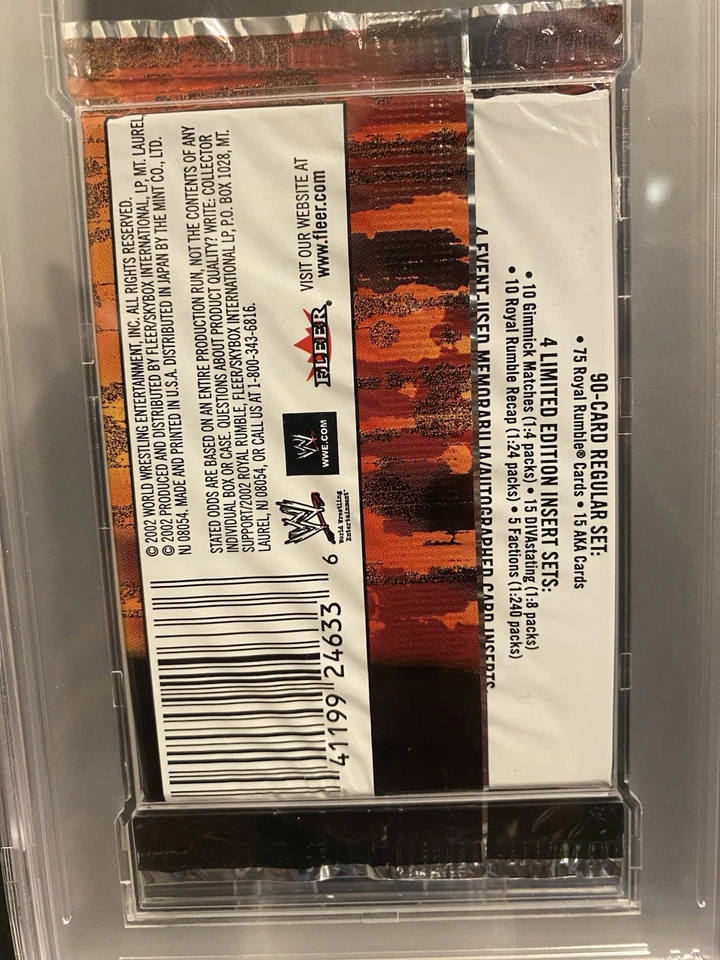 © 2002 WORLD WRESTLING ENTERTAINMENT, INC. ALL RIGHTS RESERVED.
© 2002 PRODUCED AND DISTRIBUTED BY FLEER/SKYBOX INTERNATIONAL, LP, MT. LAUREL
NJ 08054. MADE AND PRINTED IN U.S.A. DISTRIBUTED IN JAPAN BY THE MINT CO., LTD.
STATED ODDS ARE BASED ON AN ENTIRE PRODUCTION RUN, NOT THE CONTENTS OF ANY
INDIVIDUAL BOX OR CASE. QUESTIONS ABOUT PRODUCT QUALITY? WRITE: COLLECTOR
SUPPORT/2002 ROYAL RUMBLE, FLEER/SKYBOX INTERNATIONAL LP, P.O. BOX 1028, MT.
LAUREL, NJ 08054, OR CALL US AT 1-800-343-6816.
W
World Wrestling
Entertainment™
W
WWE.COM
FLEER®
VISIT OUR WEBSITE AT
www.fleer.com
41199 24633 6
90-CARD REGULAR SET:
• 75 Royal Rumble® Cards • 15 AKA Cards
4 LIMITED EDITION INSERT SETS:
• 10 Gimmick Matches (1:4 packs) • 15 DIVAstating (1:8 packs)
• 10 Royal Rumble Recap (1:24 packs) • 5 Factions (1:240 packs)
4 EVENT-USED MEMORABILIA/AUTOGRAPHED CARD INSERTS